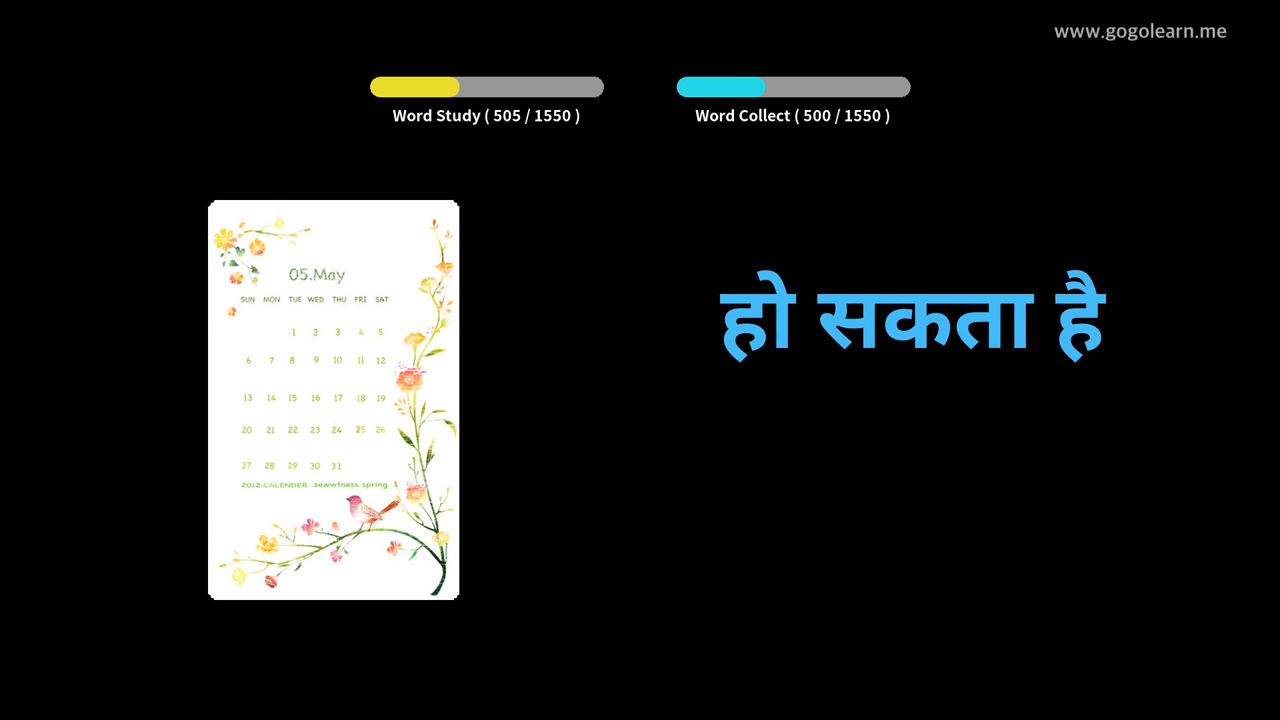 www.gogolearn.me
Word Study ( 505 / 1550 )
Word Collect ( 500 / 1550 )
05.May
SUN MON TUE WED THU FRI SAT
1 2 3 4 5
6 7 8 9 10 11 12
13 14 15 16 17 18 19
20 21 22 23 24 25 26
27 28 29 30 31
2012.CALENDER .sewwtness spring
हो सकता है